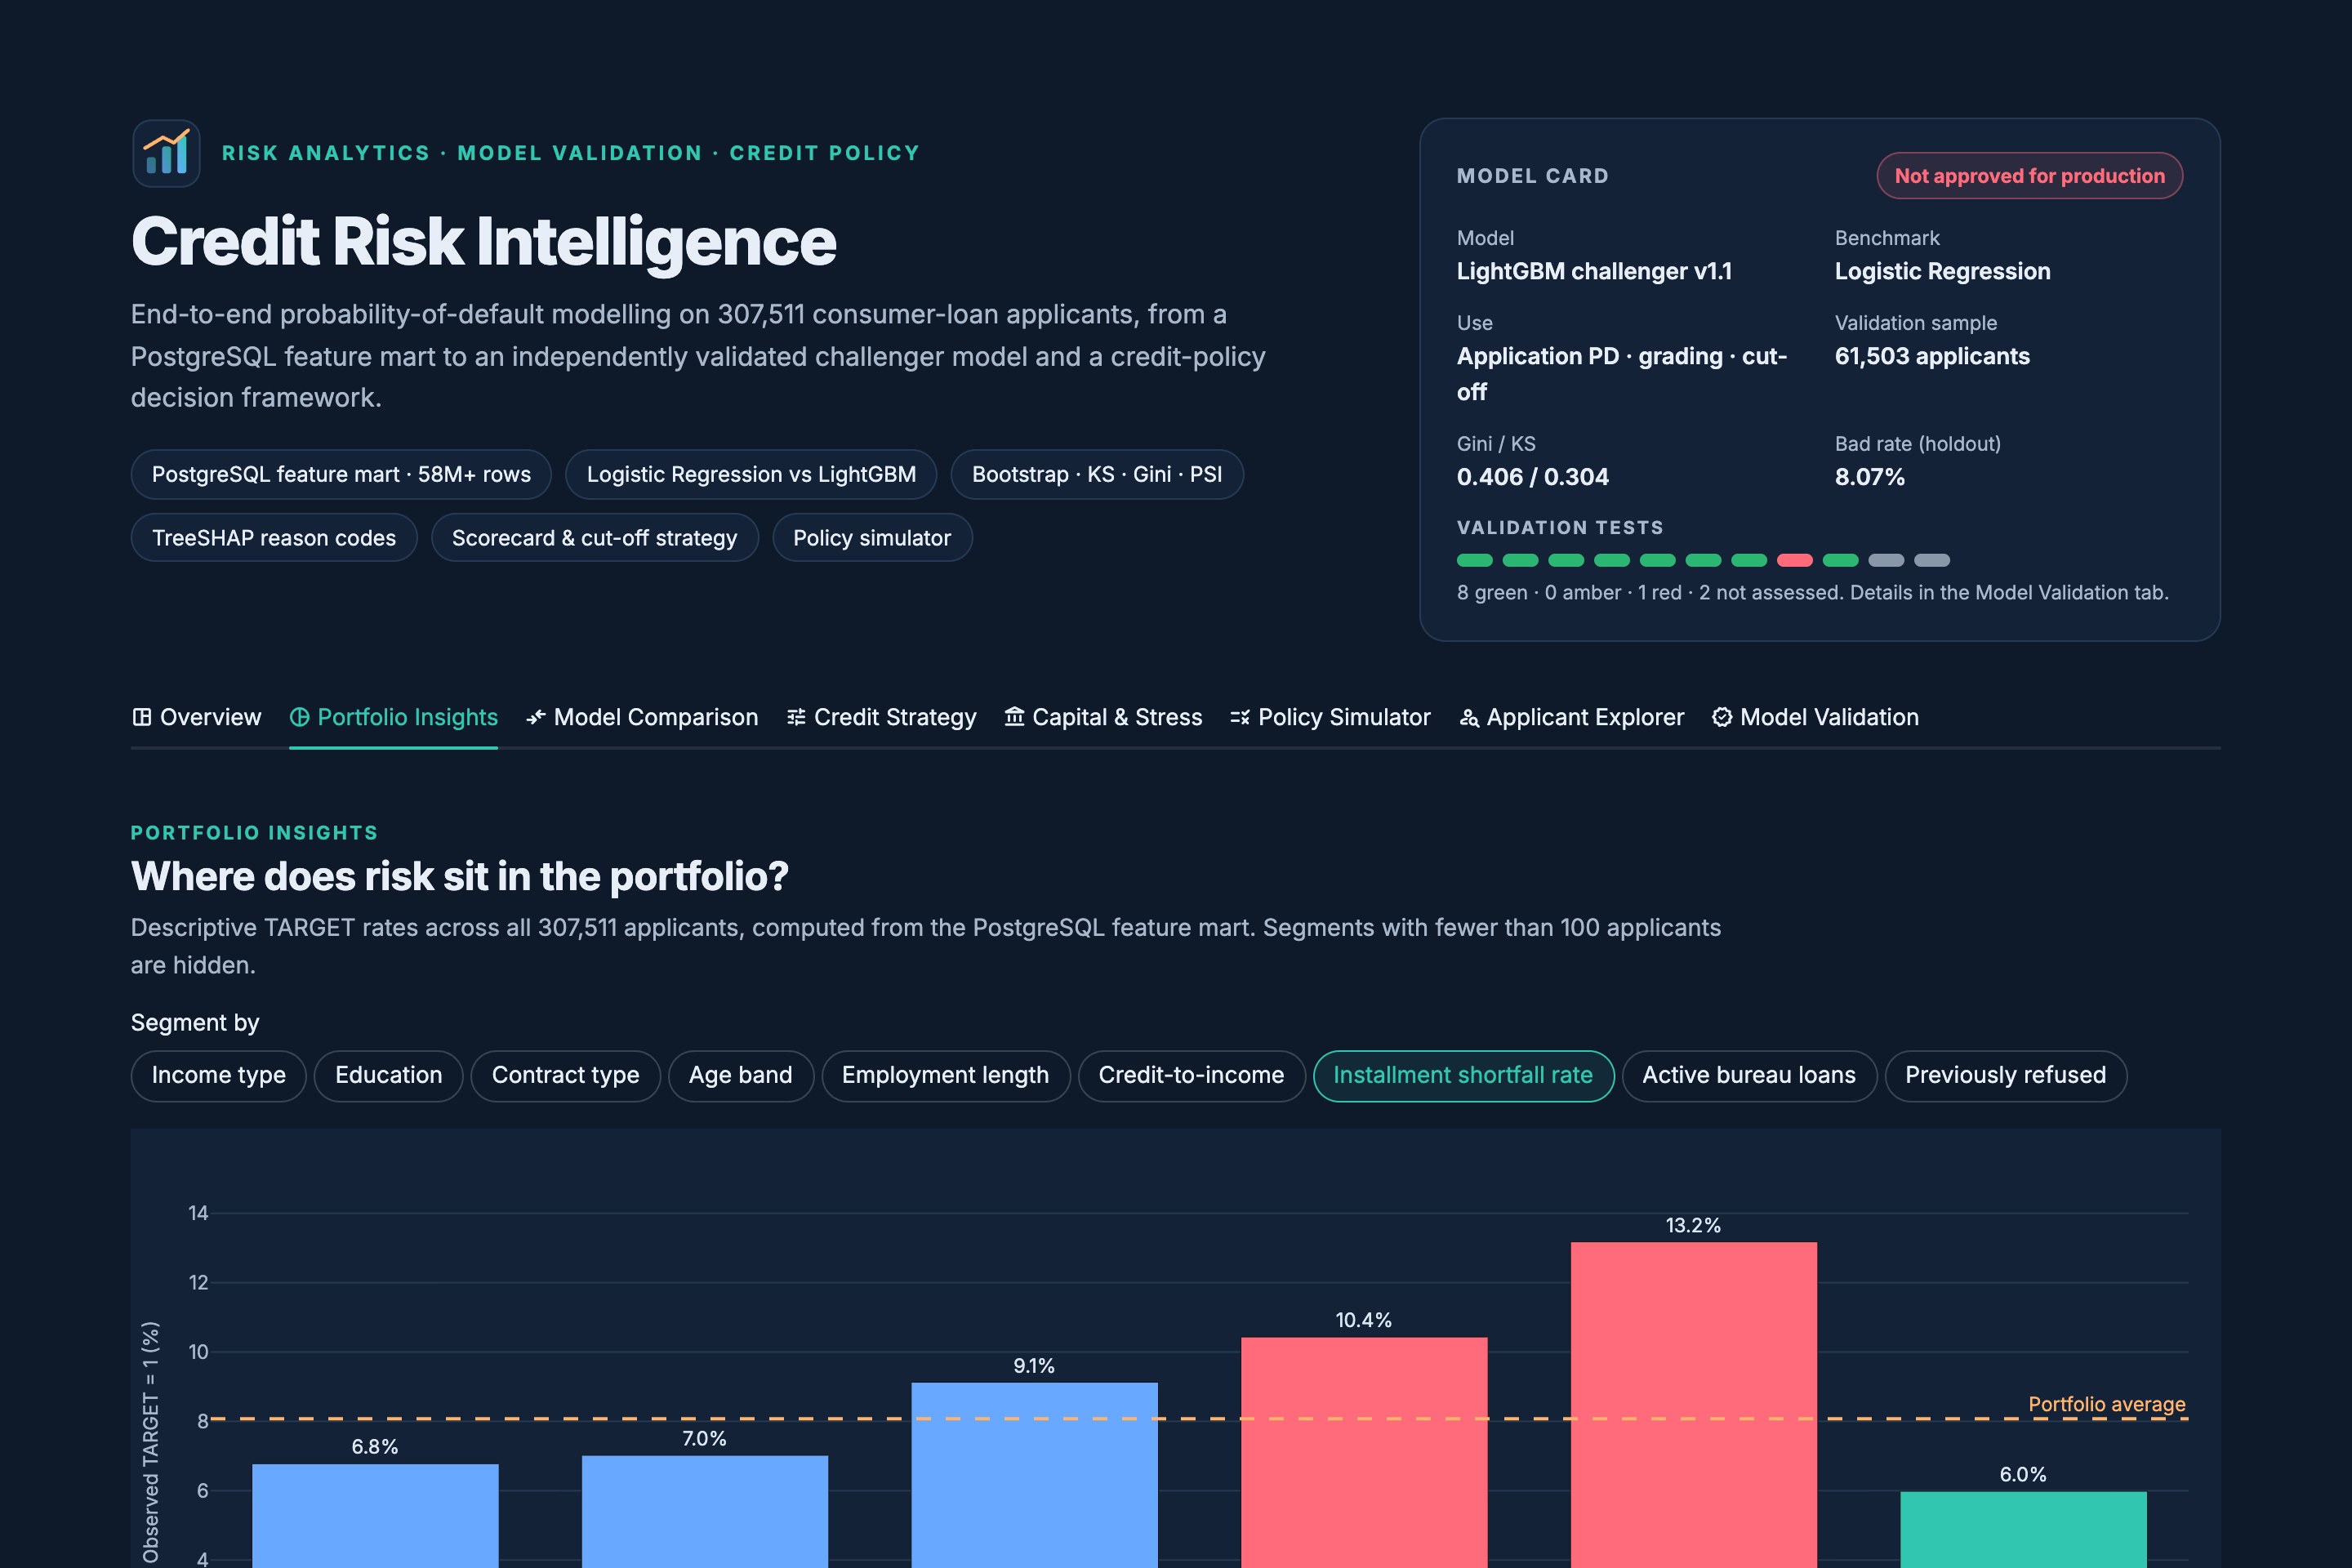 RISK ANALYTICS · MODEL VALIDATION · CREDIT POLICY
Credit Risk Intelligence
End-to-end probability-of-default modelling on 307,511 consumer-loan applicants, from a
PostgreSQL feature mart to an independently validated challenger model and a credit-policy
decision framework.
PostgreSQL feature mart · 58M+ rows
Logistic Regression vs LightGBM
Bootstrap · KS · Gini · PSI
TreeSHAP reason codes
Scorecard & cut-off strategy
Policy simulator
MODEL CARD
Not approved for production
Model
LightGBM challenger v1.1
Benchmark
Logistic Regression
Use
Application PD · grading · cut-
off
Validation sample
61,503 applicants
Gini / KS
0.406 / 0.304
Bad rate (holdout)
8.07%
VALIDATION TESTS
8 green · 0 amber · 1 red · 2 not assessed. Details in the Model Validation tab.
Overview
Portfolio Insights
Model Comparison
Credit Strategy
Capital & Stress
Policy Simulator
Applicant Explorer
Model Validation
PORTFOLIO INSIGHTS
Where does risk sit in the portfolio?
Descriptive TARGET rates across all 307,511 applicants, computed from the PostgreSQL feature mart. Segments with fewer than 100 applicants
are hidden.
Segment by
Income type
Education
Contract type
Age band
Employment length
Credit-to-income
Installment shortfall rate
Active bureau loans
Previously refused
Observed TARGET = 1 (%)
14
12
10
8
6
4
6.8%
7.0%
9.1%
10.4%
13.2%
6.0%
Portfolio average